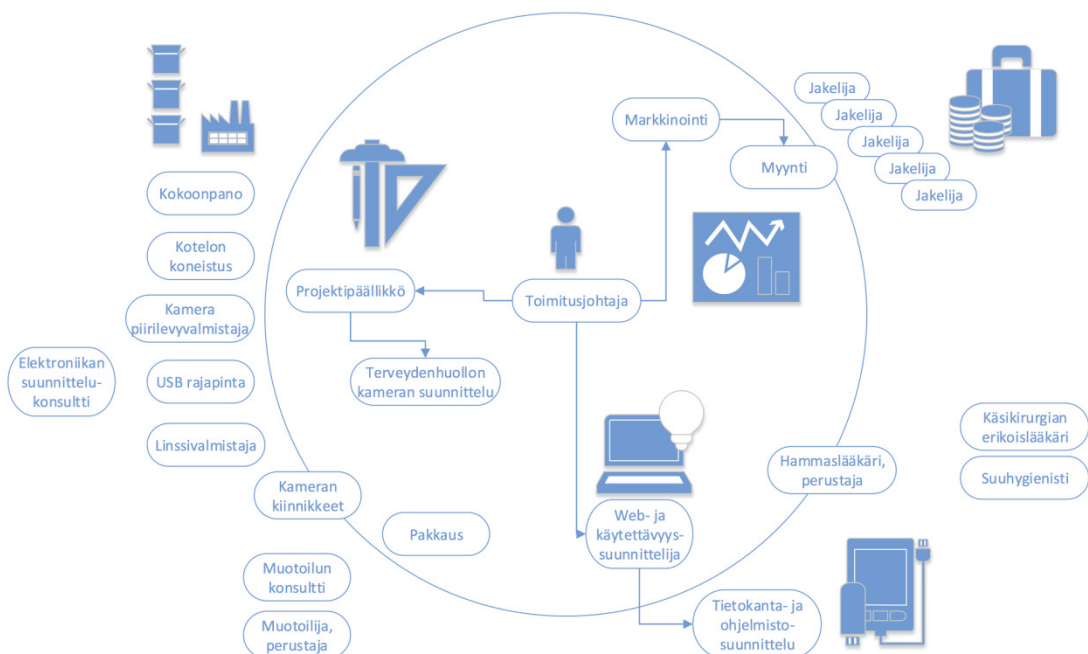 Jakelija
Jakelija
Jakelija
Jakelija
Jakelija
Markkinointi
Myynti
Kokoonpano
Kotelon
koneistus
Projektipäällikkö
Toimitusjohtaja
Kamera
piirilevyvalmistaja
Elektroniikan
suunnittelu-
konsultti
USB rajapinta
Terveydenhuollon
kameran suunnittelu
Linssivalmistaja
Käsikirurgian
erikoislääkäri
Hammaslääkäri,
perustaja
Suuhygienisti
Kameran
kiinnikkeet
Pakkaus
Web- ja
käytettävyys-
suunnittelija
Muotoilun
konsultti
Muotoilija,
perustaja
Tietokanta- ja
ohjelmisto-
suunnittelu